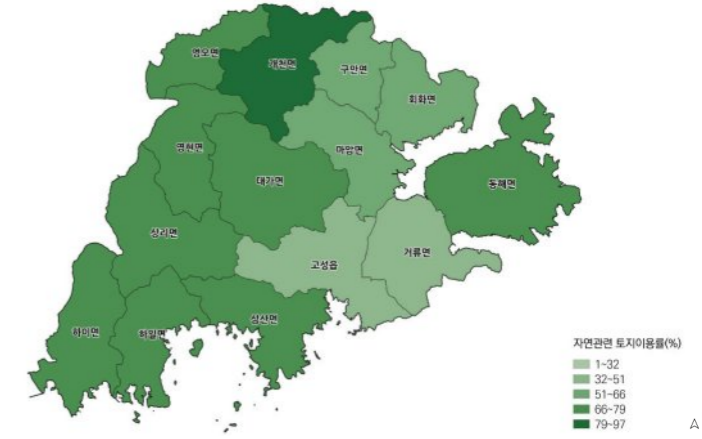 영오면
개천면
구만면
회화면
영현면
마암면
대가면
동해면
상리면
고성읍
거류면
하이면
하일면
삼산면
자연관련 토지이용률(%)
1~32
32~51
51~66
66~79
79~97